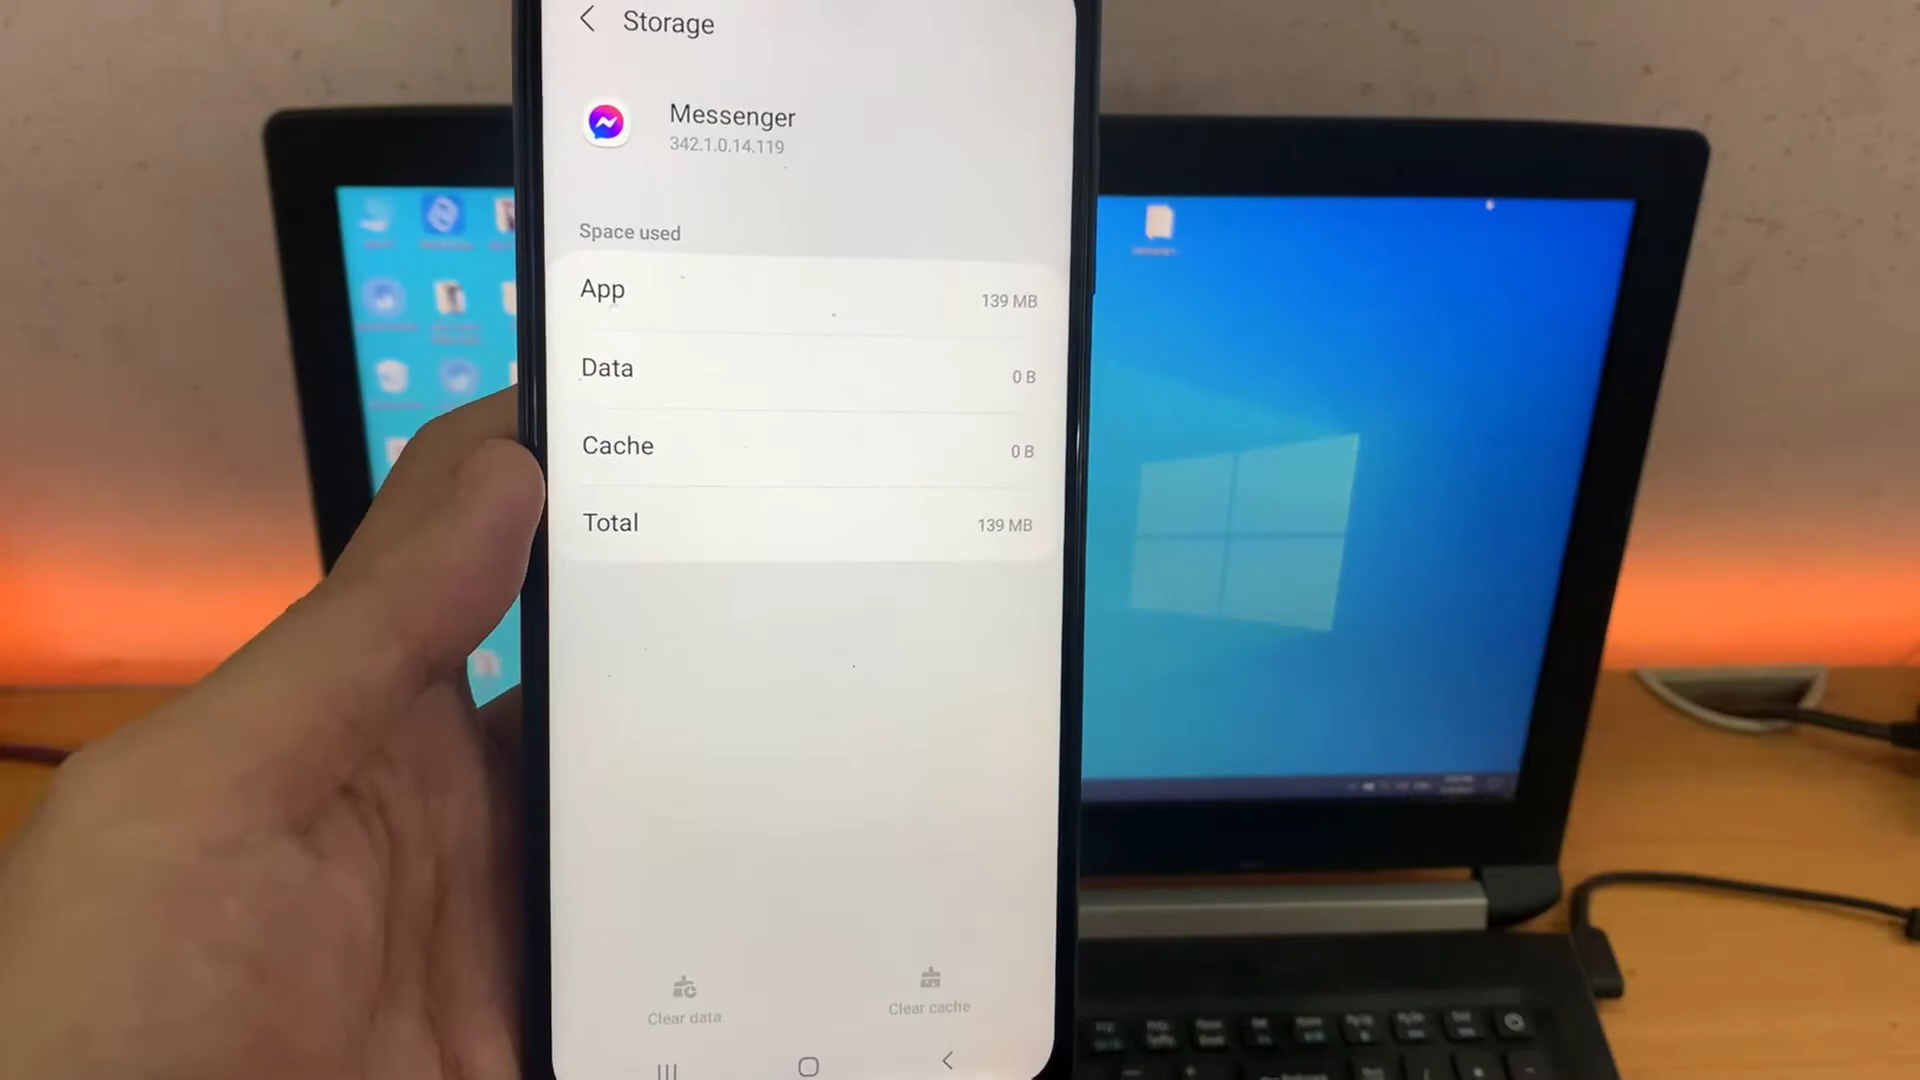 Storage
Messenger
342.1.0.14.119
Space used
App 139 MB
Data 0 B
Cache 0 B
Total 139 MB
Clear data Clear cache